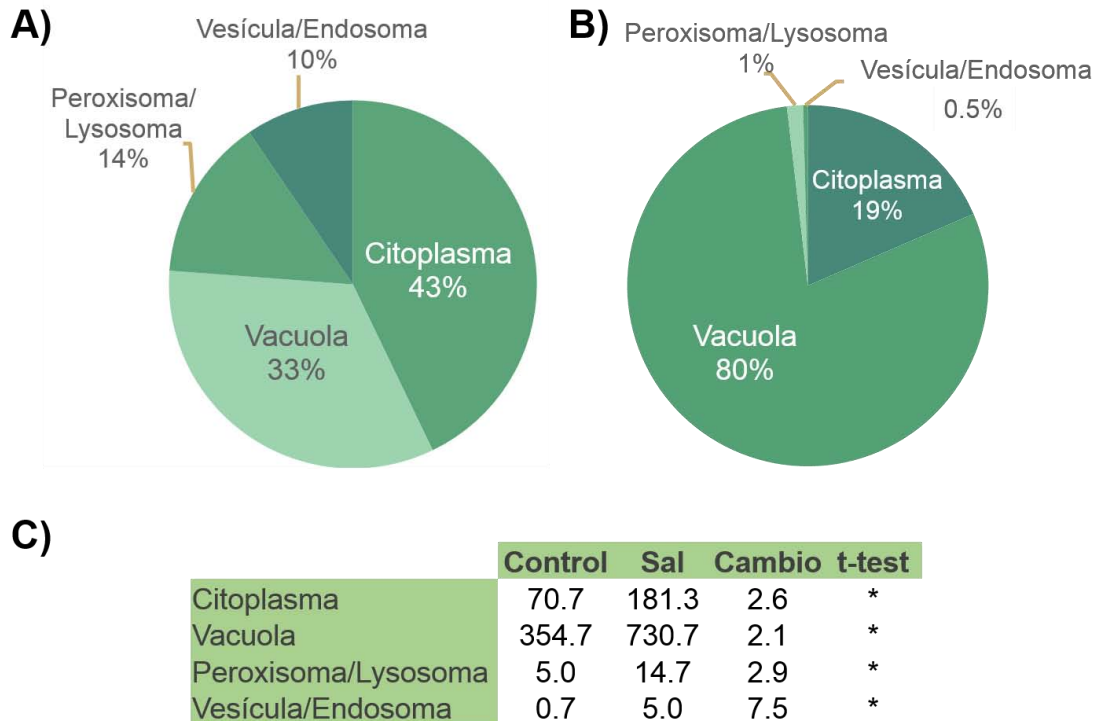 A)
Vesícula/Endosoma
10%
Peroxisoma/
Lysosoma
14%
Citoplasma
43%
Vacuola
33%
B)
Peroxisoma/Lysosoma
1%
Vesícula/Endosoma
0.5%
Citoplasma
19%
Vacuola
80%
C)
Control Sal Cambio t-test
Citoplasma 70.7 181.3 2.6 *
Vacuola 354.7 730.7 2.1 *
Peroxisoma/Lysosoma 5.0 14.7 2.9 *
Vesícula/Endosoma 0.7 5.0 7.5 *